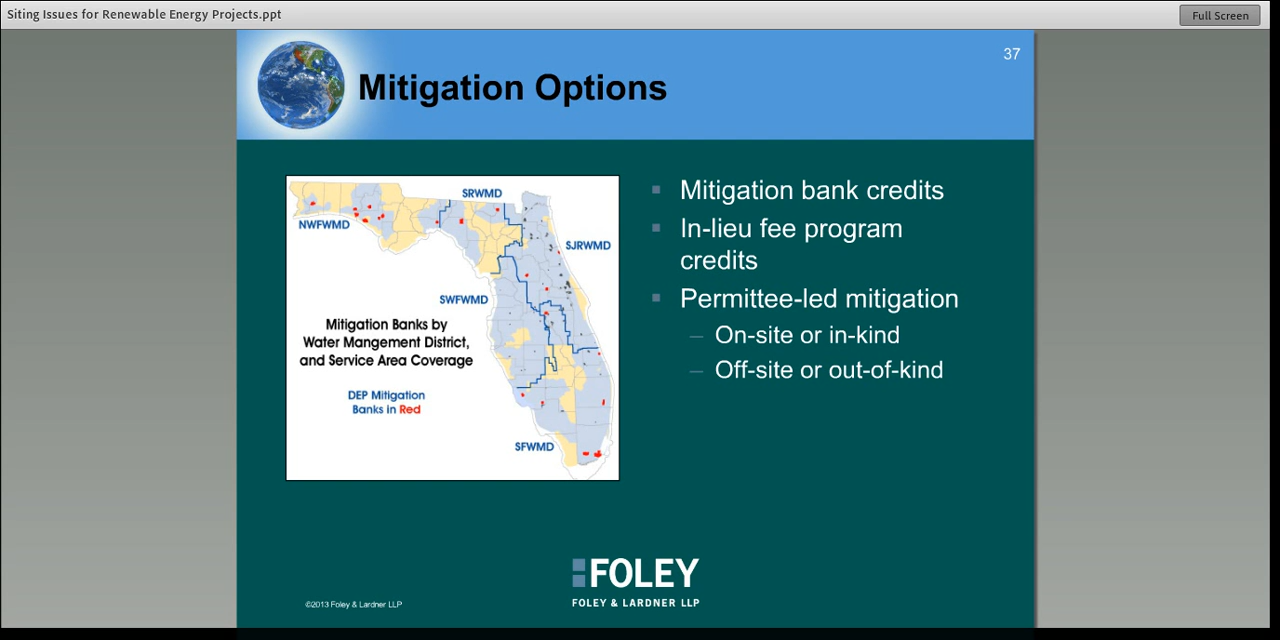 Siting Issues for Renewable Energy Projects.ppt
Full Screen
37
Mitigation Options
SRWMD
NWFWMD
SJRWMD
SWFWMD
Mitigation Banks by
Water Mangement District,
and Service Area Coverage
DEP Mitigation
Banks in Red
SFWMD
Mitigation bank credits
In-lieu fee program
credits
Permittee-led mitigation
– On-site or in-kind
– Off-site or out-of-kind
FOLEY
FOLEY & LARDNER LLP
©2013 Foley & Lardner LLP